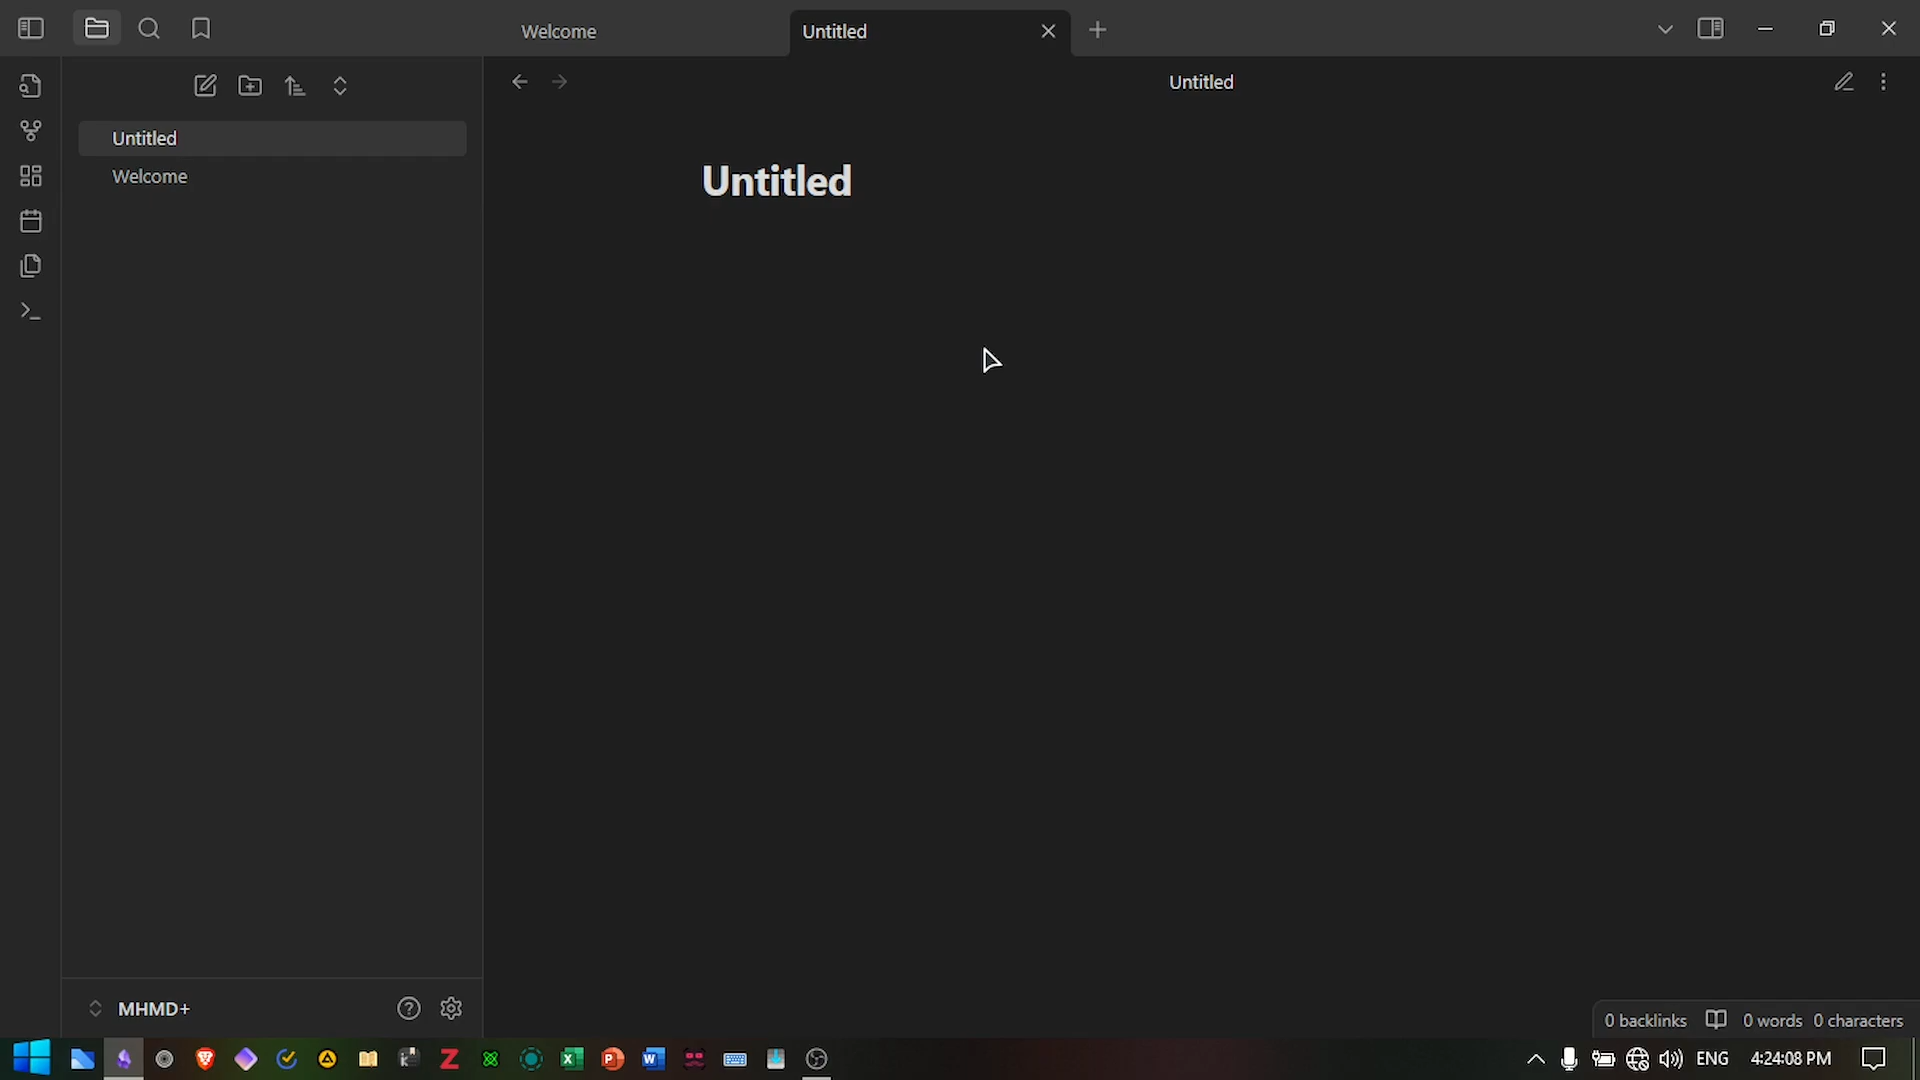 Welcome
Untitled
Untitled
Untitled
Welcome
Untitled
MHMD+
0 backlinks 0 words 0 characters
ENG 4:24:08 PM